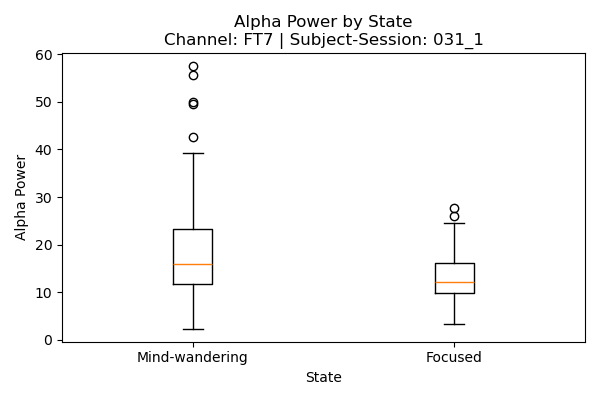 Alpha Power by State
Channel: FT7 | Subject-Session: 031_1
60
50
40
30
20
10
0
Alpha Power
Mind-wandering
Focused
State